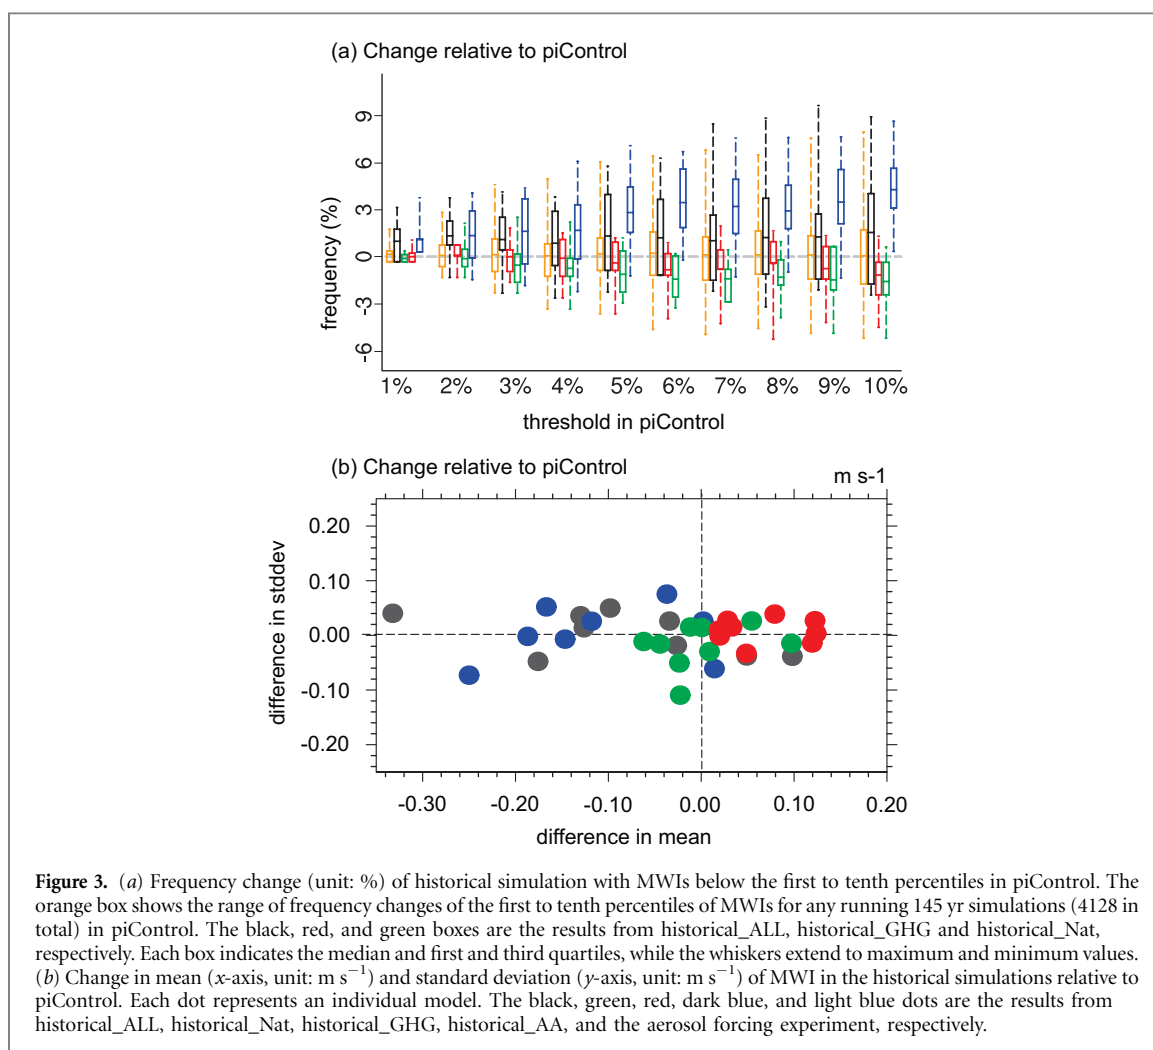 (a) Change relative to piControl
9
6
3
0
-3
-6
frequency (%)
1% 2% 3% 4% 5% 6% 7% 8% 9% 10%
threshold in piControl
(b) Change relative to piControl
m s-1
0.20
0.10
0.00
-0.10
-0.20
difference in stddev
-0.30 -0.20 -0.10 0.00 0.10 0.20
difference in mean
Figure 3. (a) Frequency change (unit: %) of historical simulation with MWIs below the first to tenth percentiles in piControl. The
orange box shows the range of frequency changes of the first to tenth percentiles of MWIs for any running 145 yr simulations (4128 in
total) in piControl. The black, red, and green boxes are the results from historical_ALL, historical_GHG and historical_Nat,
respectively. Each box indicates the median and first and third quartiles, while the whiskers extend to maximum and minimum values.
(b) Change in mean (x-axis, unit: m s−1) and standard deviation (y-axis, unit: m s−1) of MWI in the historical simulations relative to
piControl. Each dot represents an individual model. The black, green, red, dark blue, and light blue dots are the results from
historical_ALL, historical_Nat, historical_GHG, historical_AA, and the aerosol forcing experiment, respectively.